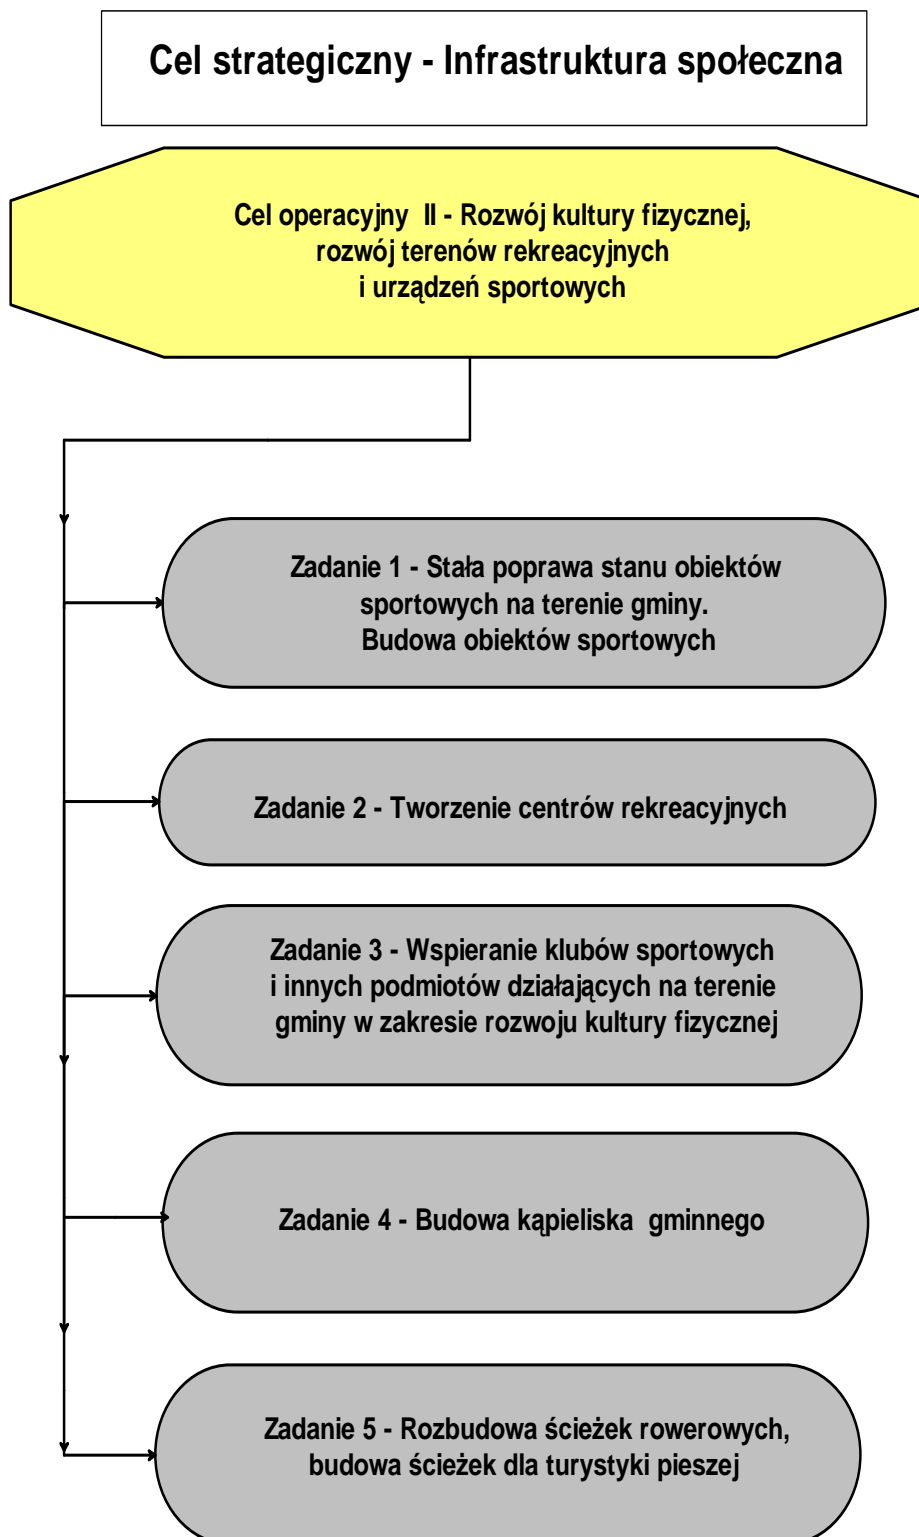 Cel strategiczny - Infrastruktura społeczna
Cel operacyjny II - Rozwój kultury fizycznej,
rozwój terenów rekreacyjnych
i urządzeń sportowych
Zadanie 1 - Stała poprawa stanu obiektów
sportowych na terenie gminy.
Budowa obiektów sportowych
Zadanie 2 - Tworzenie centrów rekreacyjnych
Zadanie 3 - Wspieranie klubów sportowych
i innych podmiotów działających na terenie
gminy w zakresie rozwoju kultury fizycznej
Zadanie 4 - Budowa kąpieliska gminnego
Zadanie 5 - Rozbudowa ścieżek rowerowych,
budowa ścieżek dla turystyki pieszej